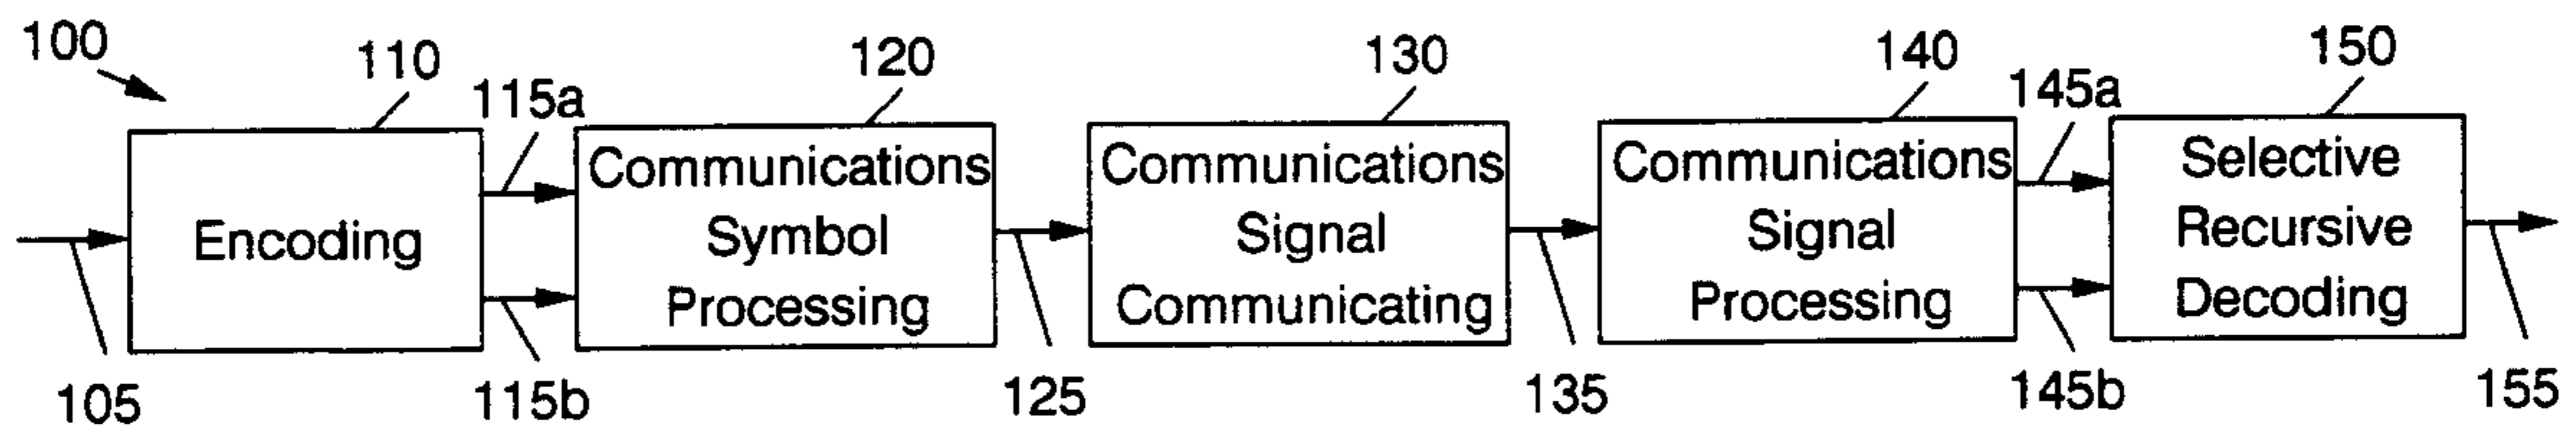 100
110
115a
120
130
140
145a
150
Encoding
Communications
Symbol
Processing
Communications
Signal
Communicating
Communications
Signal
Processing
Selective
Recursive
Decoding
105
115b
125
135
145b
155